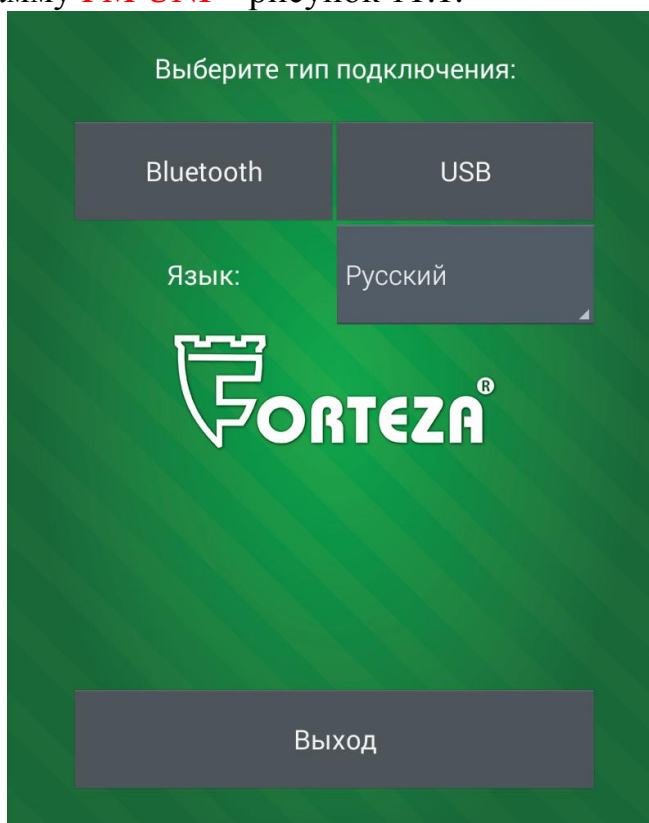 Выберите тип подключения:
Bluetooth USB
Язык: Русский
FORTEZA®
Выход